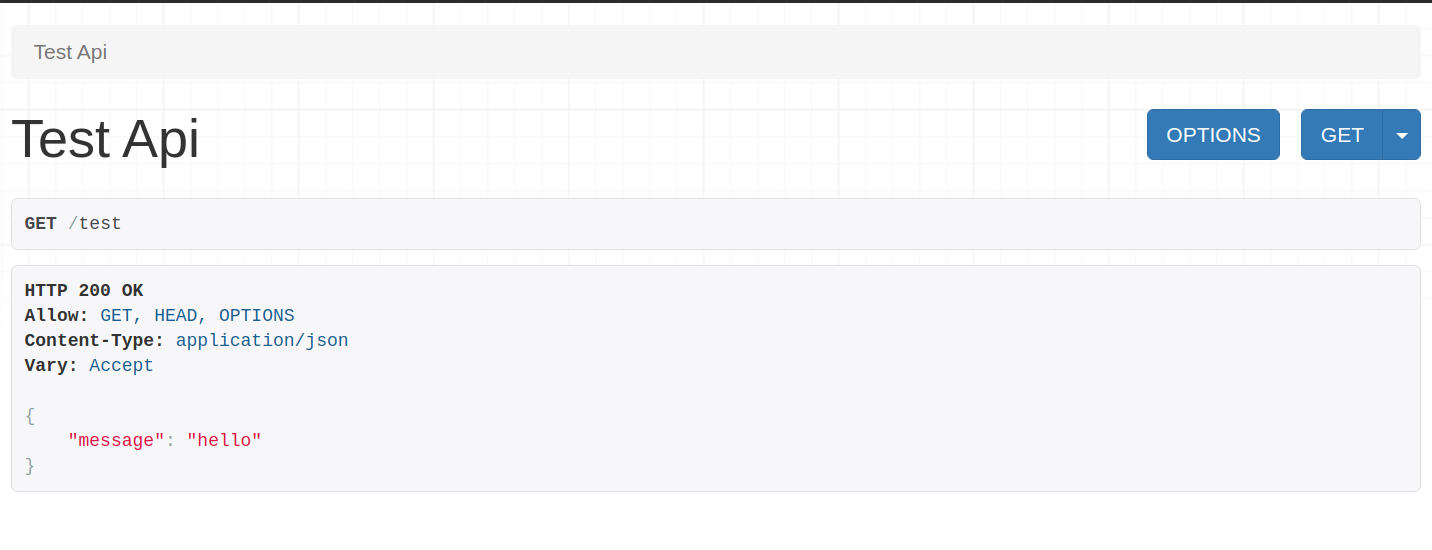 Test Api
Test Api
OPTIONS
GET
GET /test
HTTP 200 OK
Allow: GET, HEAD, OPTIONS
Content-Type: application/json
Vary: Accept
{
    "message": "hello"
}